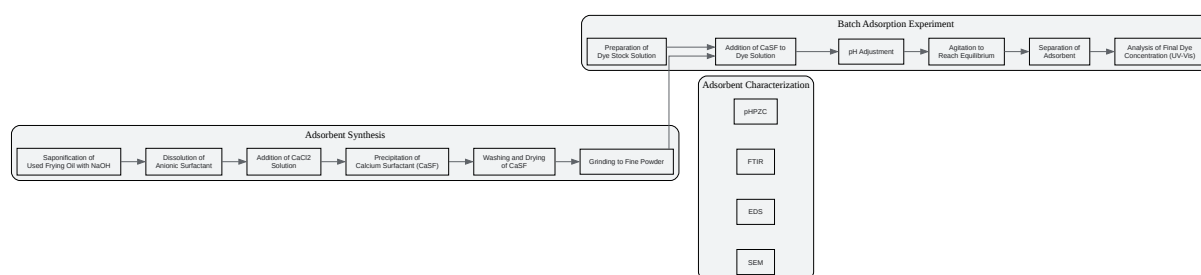 Batch Adsorption Experiment
Preparation of
Dye Stock Solution
Addition of CaSF to
Dye Solution
pH Adjustment
Agitation to
Reach Equilibrium
Separation of
Adsorbent
Analysis of Final Dye
Concentration (UV-Vis)
Adsorbent Characterization
pHPZC
FTIR
EDS
SEM
Adsorbent Synthesis
Saponification of
Used Frying Oil with NaOH
Dissolution of
Anionic Surfactant
Addition of CaCl2
Solution
Precipitation of
Calcium Surfactant (CaSF)
Washing and Drying
of CaSF
Grinding to Fine Powder